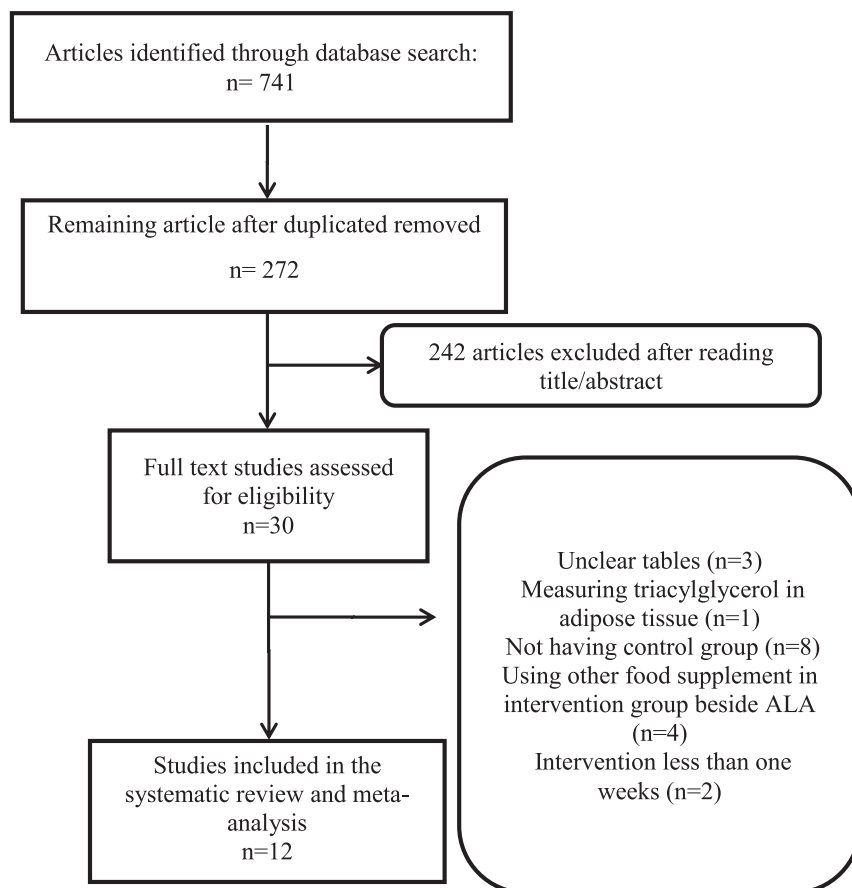 Articles identified through database search:
n= 741
Remaining article after duplicated removed
n= 272
242 articles excluded after reading
title/abstract
Full text studies assessed
for eligibility
n=30
Unclear tables (n=3)
Measuring triacylglycerol in
adipose tissue (n=1)
Not having control group (n=8)
Using other food supplement in
intervention group beside ALA
(n=4)
Intervention less than one
weeks (n=2)
Studies included in the
systematic review and meta-
analysis
n=12